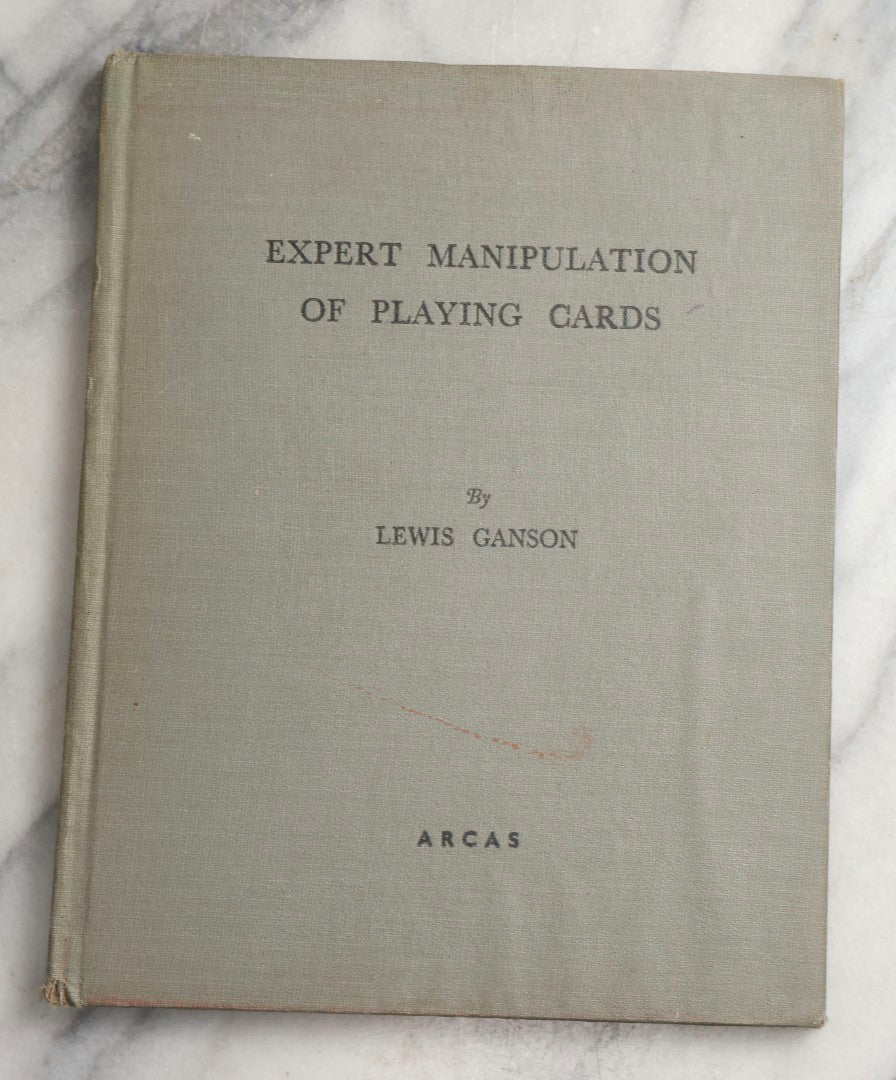 EXPERT MANIPULATION
OF PLAYING CARDS
By
LEWIS GANSON
ARCAS